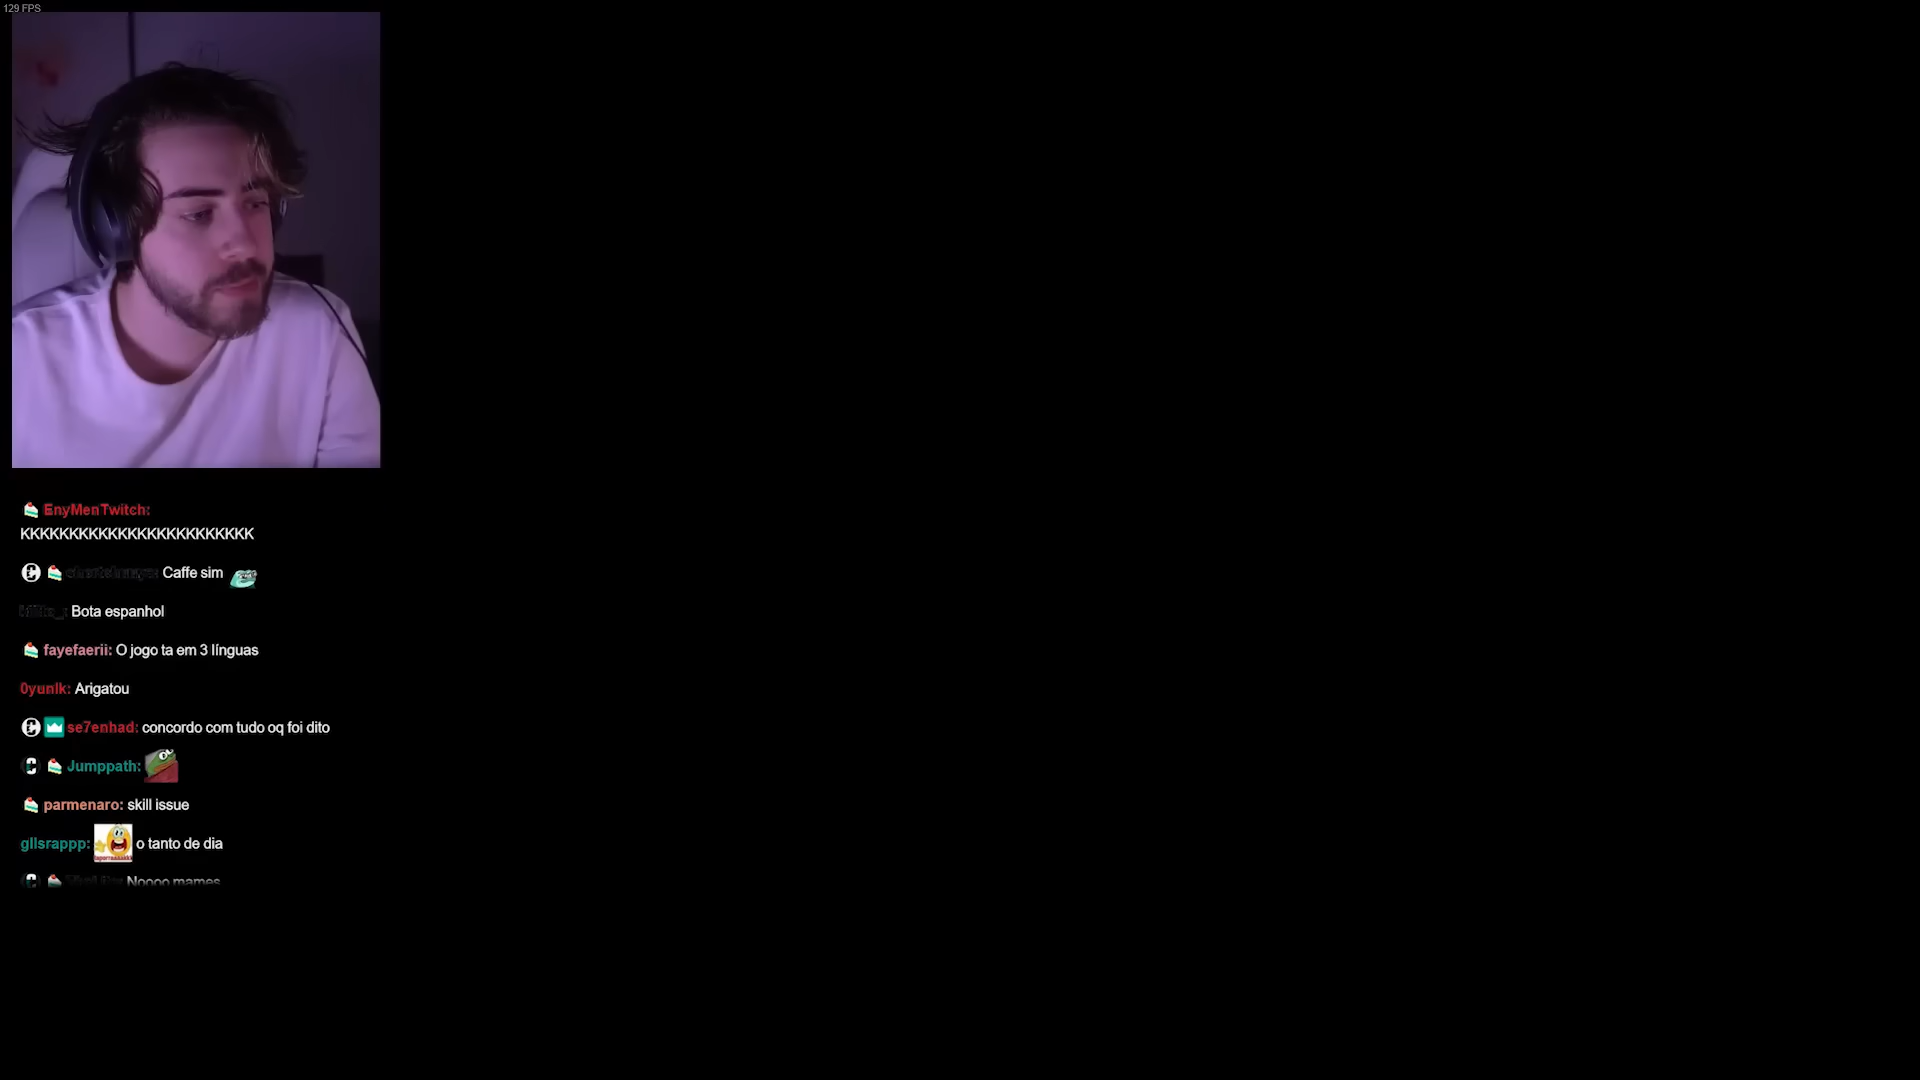 129 FPS
EnyMenTwitch:
KKKKKKKKKKKKKKKKKKKKKKKK
Caffe sim
Bota espanhol
fayefaerii: O jogo ta em 3 línguas
0yunlk: Arigatou
se7enhad: concordo com tudo oq foi dito
Jumppath:
parmenaro: skill issue
gllsrappp: o tanto de dia
Noooo mames